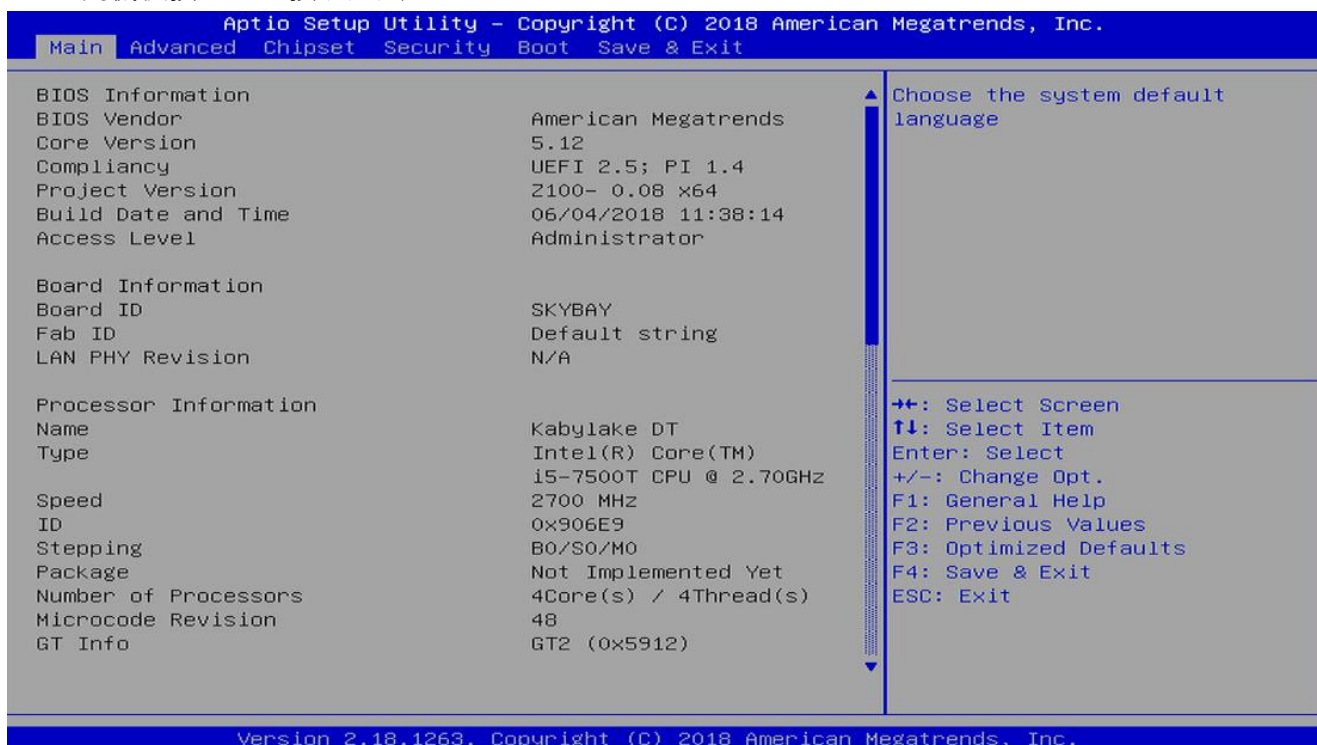 Aptio Setup Utility – Copyright (C) 2018 American Megatrends, Inc.
Main Advanced Chipset Security Boot Save & Exit
BIOS Information
BIOS Vendor American Megatrends
Core Version 5.12
Compliancy UEFI 2.5; PI 1.4
Project Version Z100- 0.08 x64
Build Date and Time 06/04/2018 11:38:14
Access Level Administrator
Board Information
Board ID SKYBAY
Fab ID Default string
LAN PHY Revision N/A
Processor Information
Name Kabylake DT
Type Intel(R) Core(TM)
i5-7500T CPU @ 2.70GHz
Speed 2700 MHz
ID 0x906E9
Stepping B0/S0/M0
Package Not Implemented Yet
Number of Processors 4Core(s) / 4Thread(s)
Microcode Revision 48
GT Info GT2 (0x5912)
Choose the system default
language
→←: Select Screen
↑↓: Select Item
Enter: Select
+/-: Change Opt.
F1: General Help
F2: Previous Values
F3: Optimized Defaults
F4: Save & Exit
ESC: Exit
Version 2.18.1263. Copyright (C) 2018 American Megatrends, Inc.